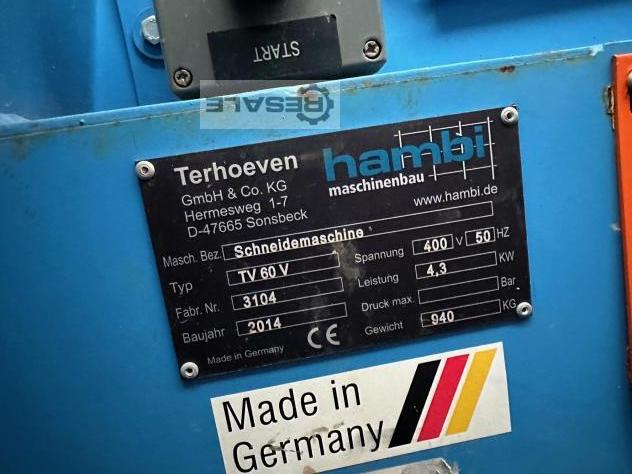 START
RESALE
Terhoeven
GmbH & Co. KG
Hermesweg 1-7
D-47665 Sonsbeck
hambi
maschinenbau
www.hambi.de
Masch. Bez. Schneidemaschine
Typ TV 60 V
Fabr. Nr. 3104
Baujahr 2014
Spannung 400 V 50 HZ
Leistung 4,3 KW
Druck max. Bar
Gewicht 940 KG
Made in Germany
CE
Made in
Germany